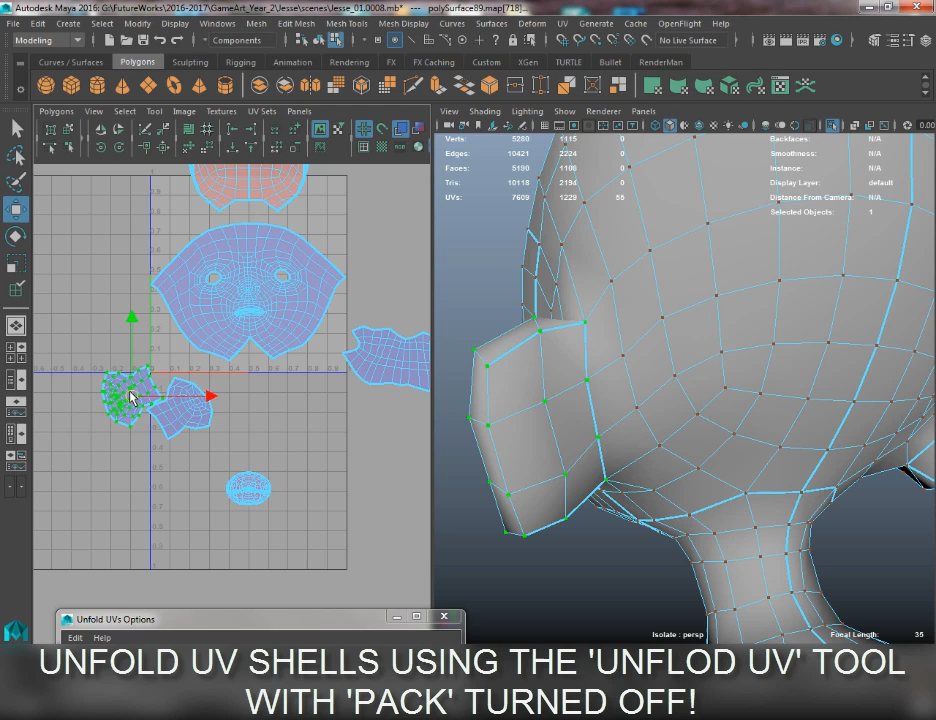 Autodesk Maya 2016: G:\FutureWorks\2016-2017\GameArt_Year_2\Jesse\scenes\Jesse_01.0008.mb* --- polySurface89.map[718]...
File Edit Create Select Modify Display Windows Mesh Edit Mesh Mesh Tools Mesh Display Curves Surfaces Deform UV Generate Cache OpenFlight Help
Modeling Components No Live Surface
Curves / Surfaces Polygons Sculpting Rigging Animation Rendering FX FX Caching Custom XGen TURTLE Bullet RenderMan
Polygons View Select Tool Image Textures UV Sets Panels
View Shading Lighting Show Renderer Panels
0.00
Verts: 5280 1115 0
Edges: 10421 2224 0
Faces: 5190 1108 0
Tris: 10118 2194 0
UVs: 7609 1229 55
Backfaces: N/A
Smoothness: N/A
Instance: N/A
Display Layer: default
Distance From Camera: N/A
Selected Objects: 1
Unfold UVs Options
Edit Help
Isolate : persp
Focal Length: 35
UNFOLD UV SHELLS USING THE 'UNFLOD UV' TOOL
WITH 'PACK' TURNED OFF!